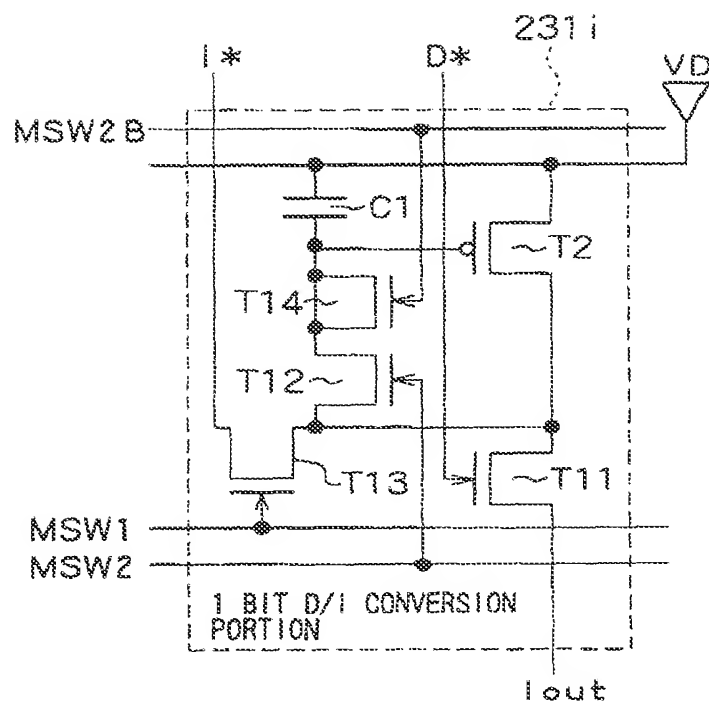 231i
I*
D*
VD
MSW2B
C1
T2
T14
T12
T13
T11
MSW1
MSW2
1 BIT D/I CONVERSION
PORTION
Iout